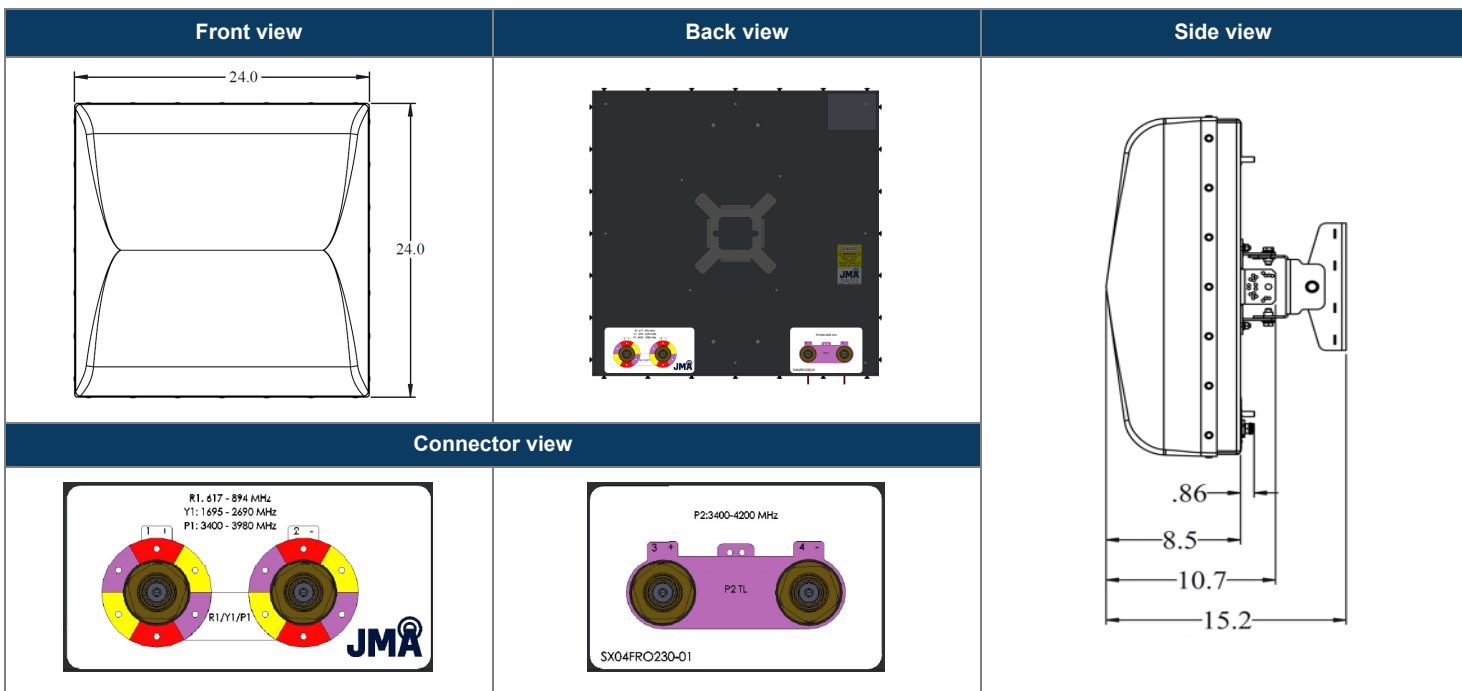 Front view
Back view
Side view
24.0
24.0
JMA
JMA
.86
8.5
10.7
15.2
Connector view
R1: 617 - 894 MHz
Y1: 1695 - 2690 MHz
P1: 3400 - 3980 MHz
1 +
2 -
R1/Y1/P1
JMA
P2:3400-4200 MHz
3 +
4 -
P2 TL
SX04FRO230-01